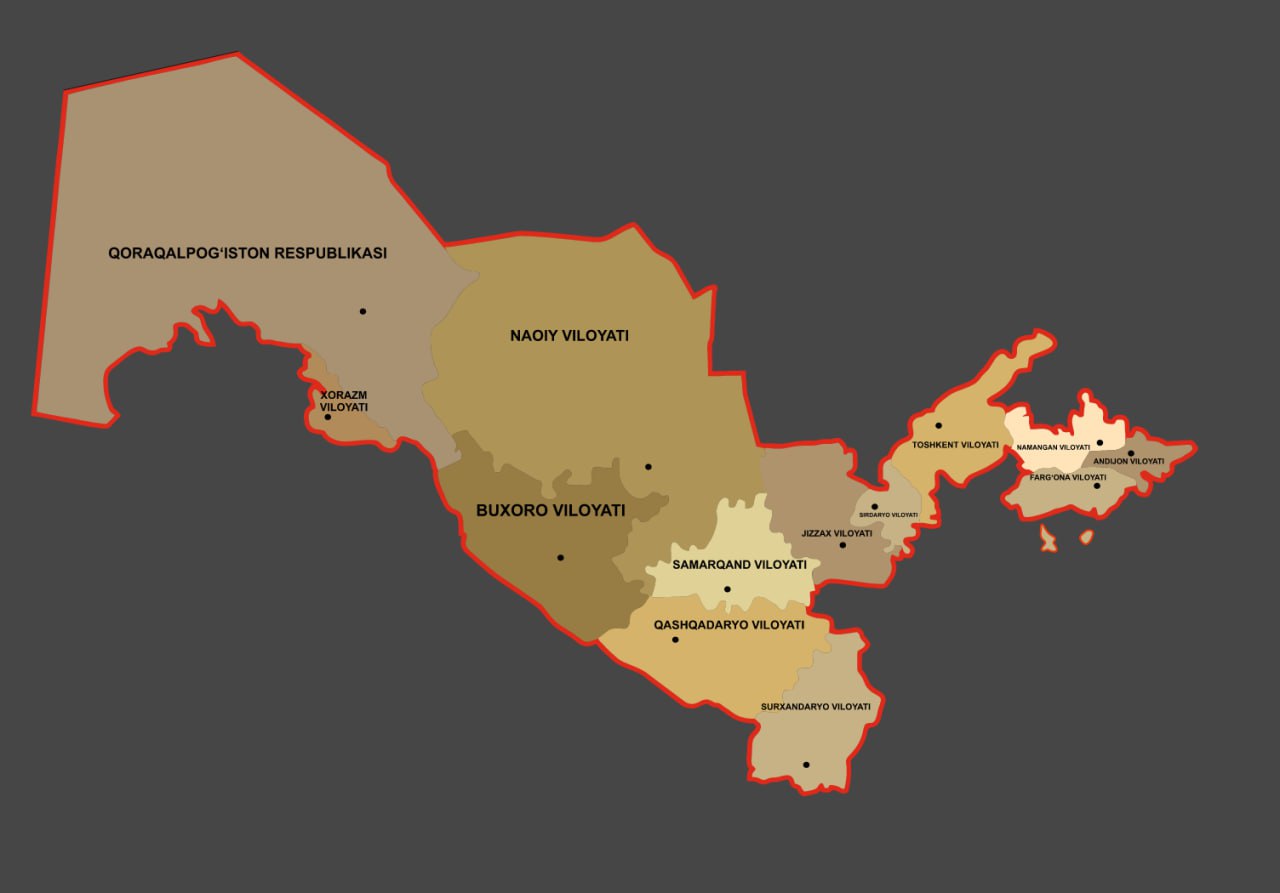 QORAQALPOG‘ISTON RESPUBLIKASI
NAOIY VILOYATI
XORAZM
VILOYATI
TOSHKENT VILOYATI
NAMANGAN VILOYATI
ANDIJON VILOYATI
FARG‘ONA VILOYATI
BUXORO VILOYATI
SIRDARYO VILOYATI
JIZZAX VILOYATI
SAMARQAND VILOYATI
QASHQADARYO VILOYATI
SURXANDARYO VILOYATI